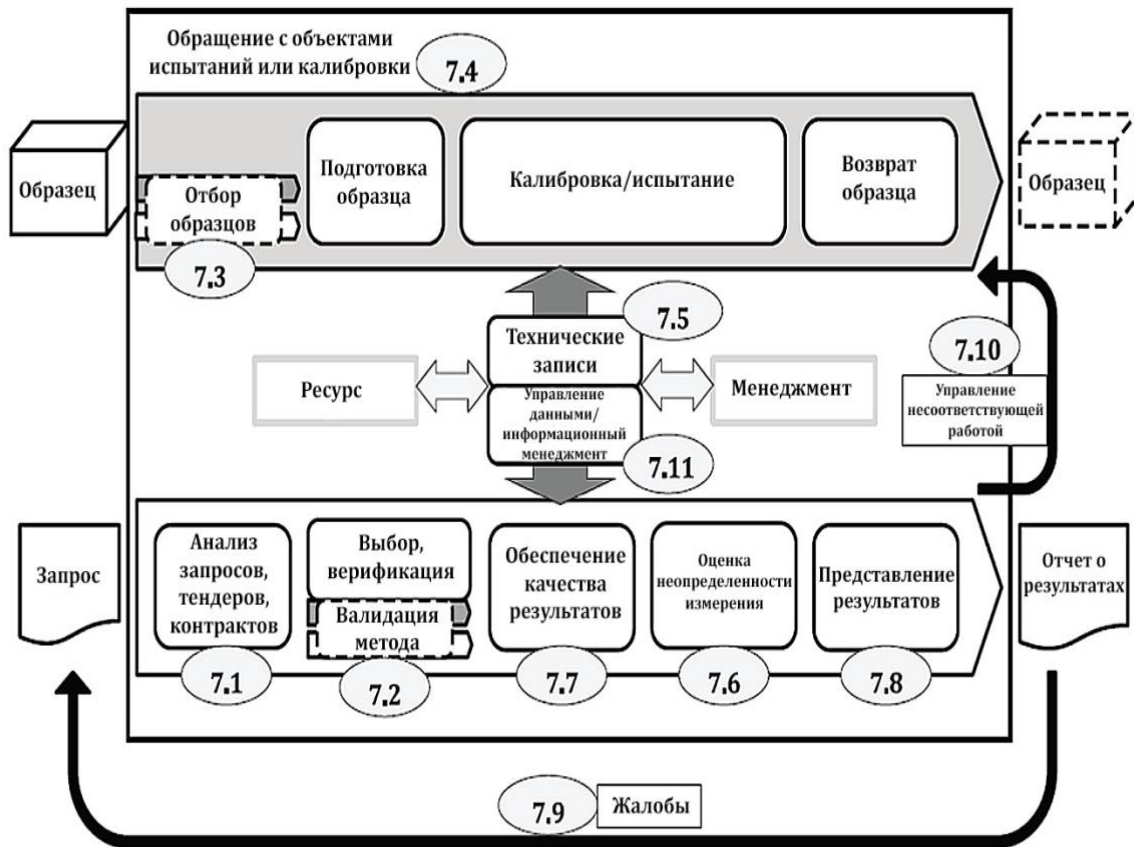 Обращение с объектами
испытаний или калибровки
7.4
Образец
Отбор
образцов
7.3
Подготовка
образца
Калибровка/испытание
Возврат
образца
Образец
7.5
Технические
записи
Ресурс
Менеджмент
Управление
данными/
информационный
менеджмент
7.11
7.10
Управление
несоответствующей
работой
Запрос
Анализ
запросов,
тендеров,
контрактов
7.1
Выбор,
верификация
Валидация
метода
7.2
Обеспечение
качества
результатов
7.7
Оценка
неопределенности
измерения
7.6
Представление
результатов
7.8
Отчет о
результатах
7.9
Жалобы